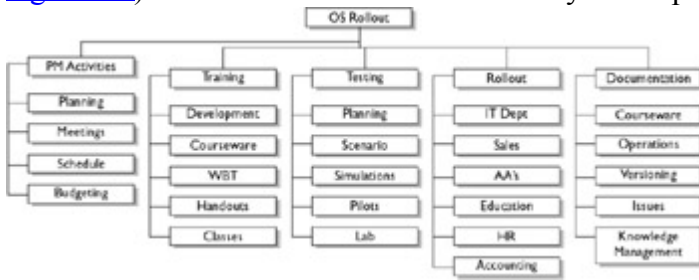 OS Rollout
PM Activities
Planning
Meetings
Schedule
Budgeting
Training
Development
Courseware
WBT
Handouts
Classes
Testing
Planning
Scenario
Simulations
Pilots
Lab
Rollout
IT Dept
Sales
AA's
Education
HR
Accounting
Documentation
Courseware
Operations
Versioning
Issues
Knowledge
Management